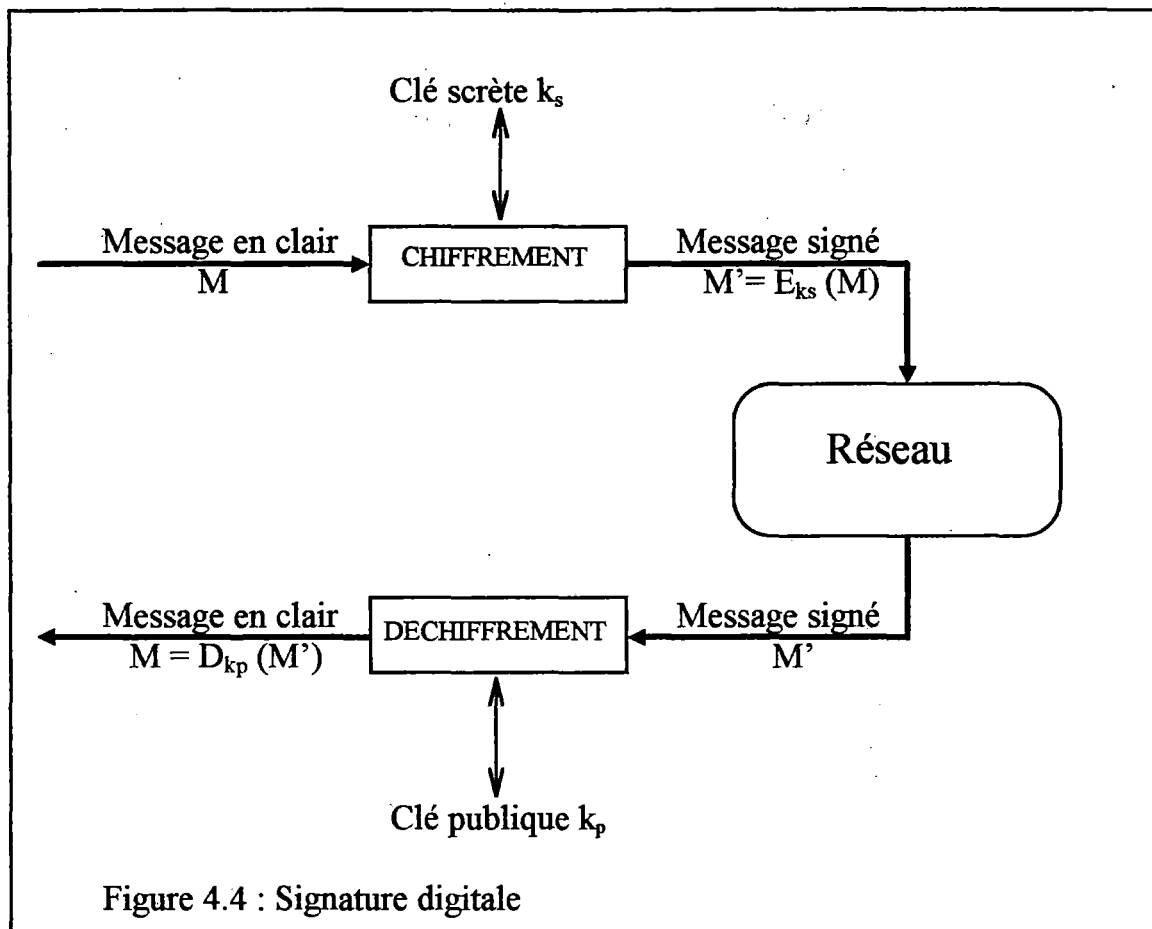 Clé scrète kₛ
Message en clair
M
CHIFFREMENT
Message signé
M’= Eₖₛ (M)
Réseau
Message en clair
M = Dₖₚ (M’)
DECHIFFREMENT
Message signé
M’
Clé publique kₚ
Figure 4.4 : Signature digitale